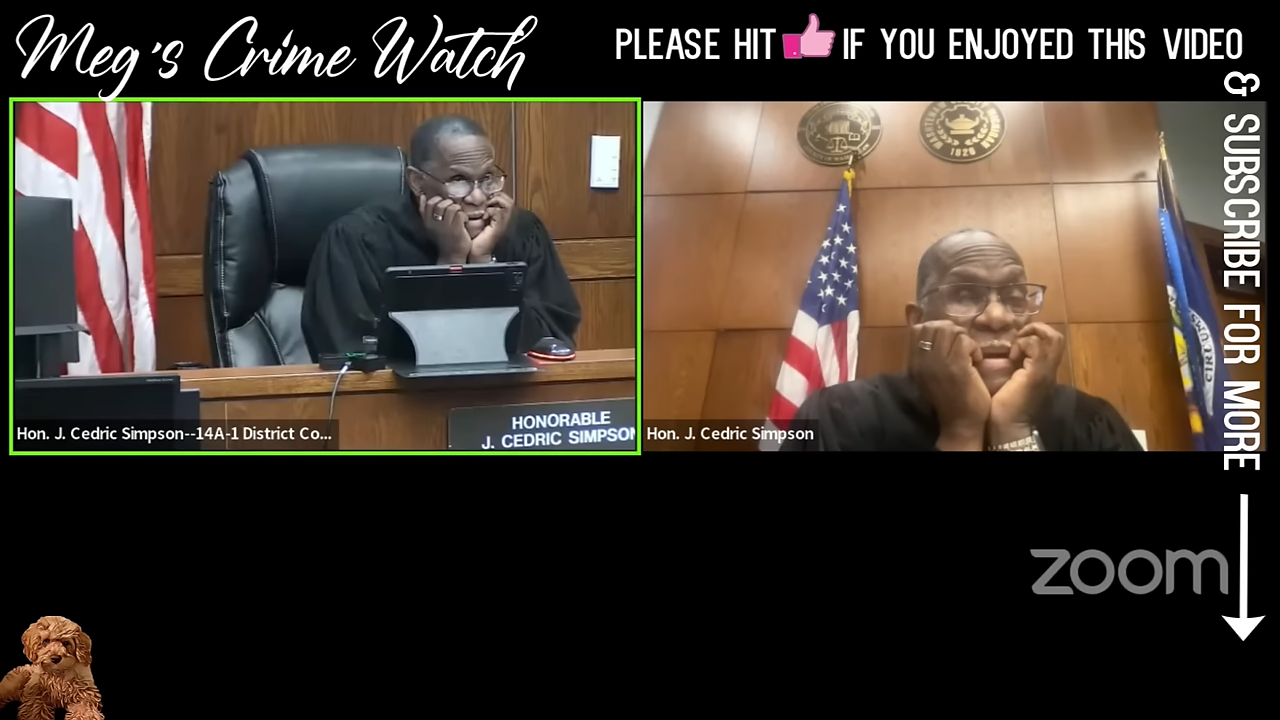 Meg's Crime Watch
PLEASE HIT IF YOU ENJOYED THIS VIDEO
& SUBSCRIBE FOR MORE
Hon. J. Cedric Simpson--14A-1 District Co...
HONORABLE
J. CEDRIC SIMPSON
Hon. J. Cedric Simpson
1826
zoom